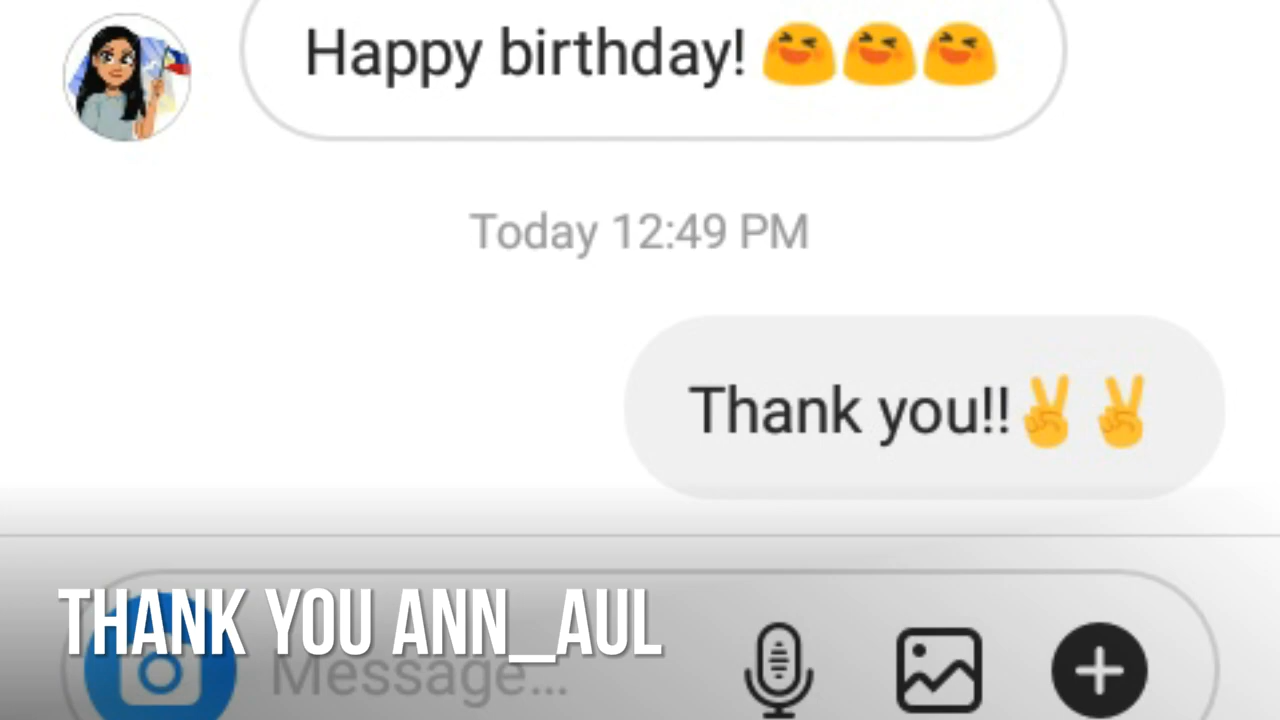 Happy birthday! 😆😆😆
Today 12:49 PM
Thank you!!✌✌
THANK YOU ANN_AUL
Message...